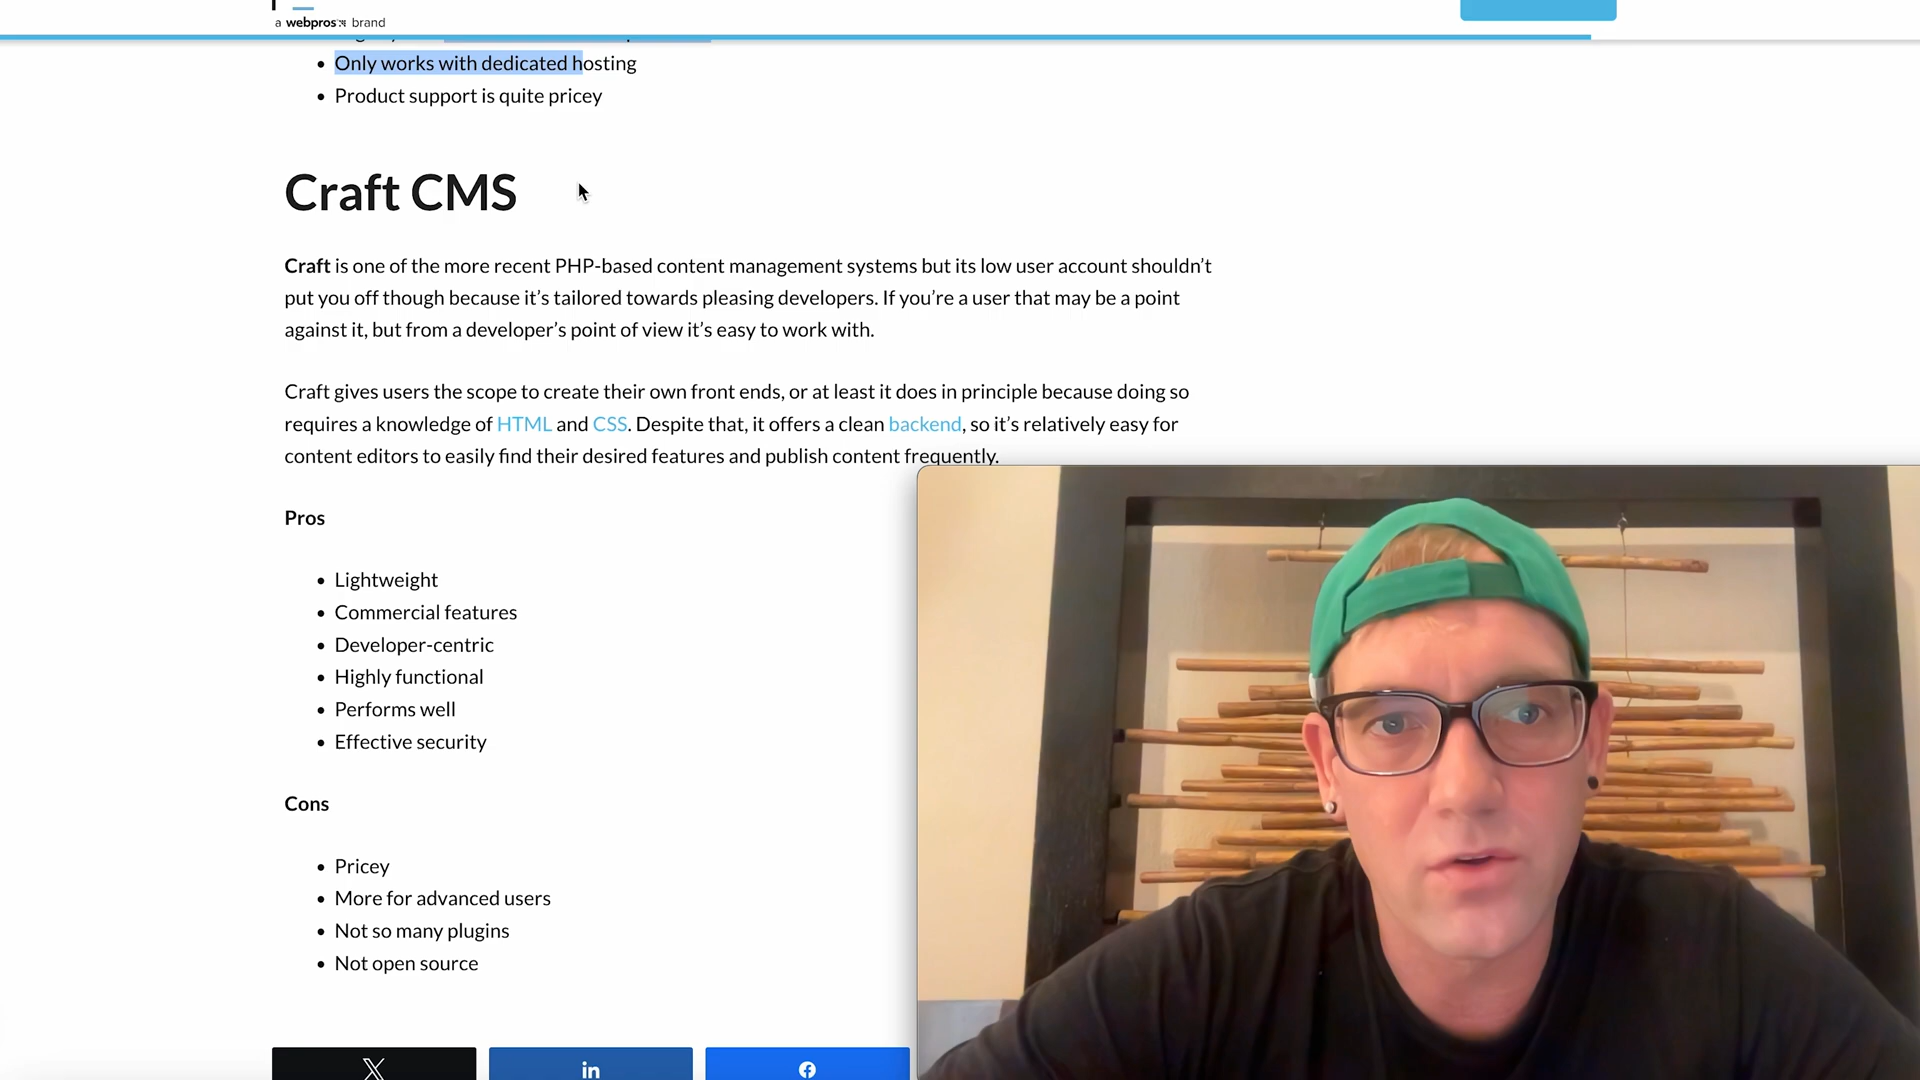 a webpros brand
Only works with dedicated hosting
Product support is quite pricey
Craft CMS
Craft is one of the more recent PHP-based content management systems but its low user account shouldn’t
put you off though because it’s tailored towards pleasing developers. If you’re a user that may be a point
against it, but from a developer’s point of view it’s easy to work with.
Craft gives users the scope to create their own front ends, or at least it does in principle because doing so
requires a knowledge of HTML and CSS. Despite that, it offers a clean backend, so it’s relatively easy for
content editors to easily find their desired features and publish content frequently.
Pros
Lightweight
Commercial features
Developer-centric
Highly functional
Performs well
Effective security
Cons
Pricey
More for advanced users
Not so many plugins
Not open source
in